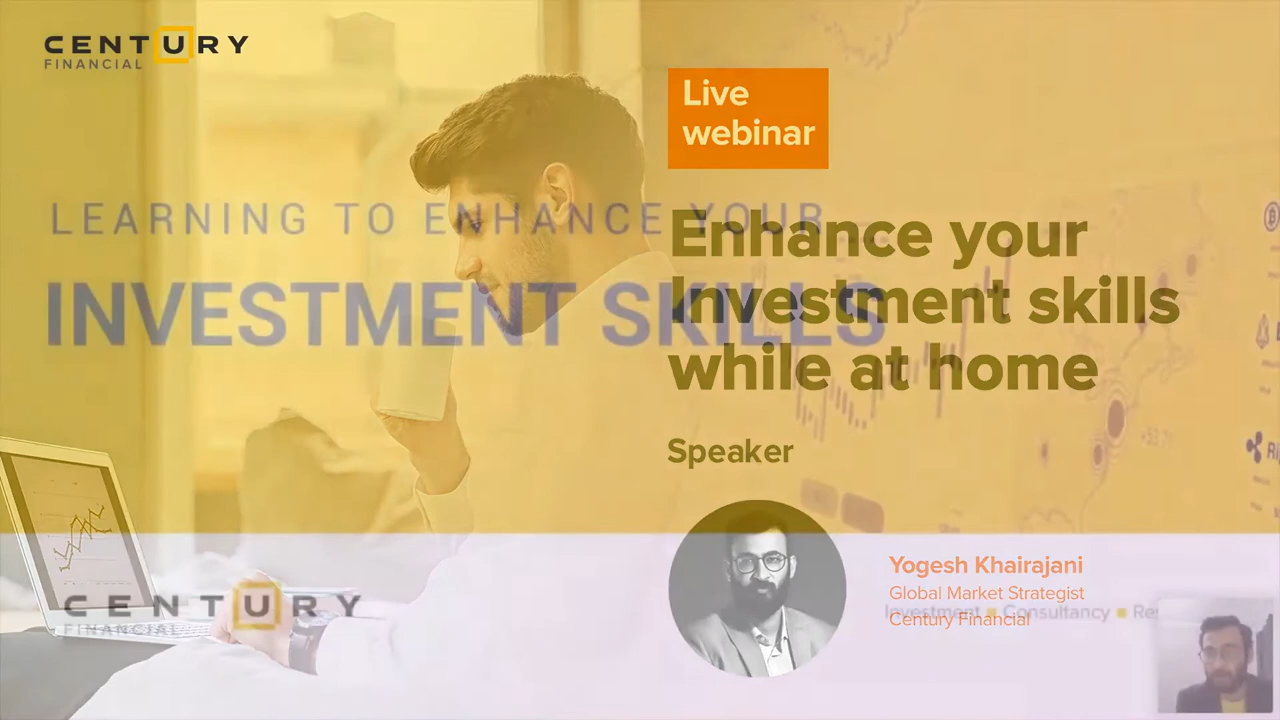 CENTURY
FINANCIAL
Live
webinar
LEARNING TO ENHANCE YOUR
INVESTMENT SKILLS
Enhance your
investment skills
while at home
Speaker
Yogesh Khairajani
Global Market Strategist
Century Financial
Investment ▪ Consultancy ▪
CENTURY
FINANCIAL